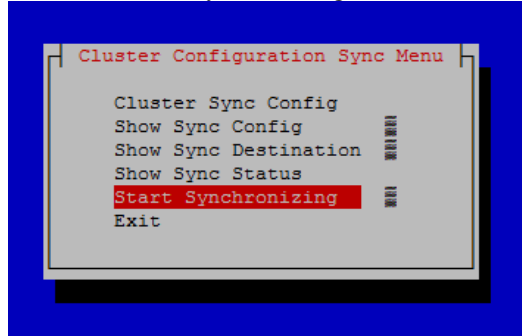 Cluster Configuration Sync Menu
Cluster Sync Config
Show Sync Config
Show Sync Destination
Show Sync Status
Start Synchronizing
Exit